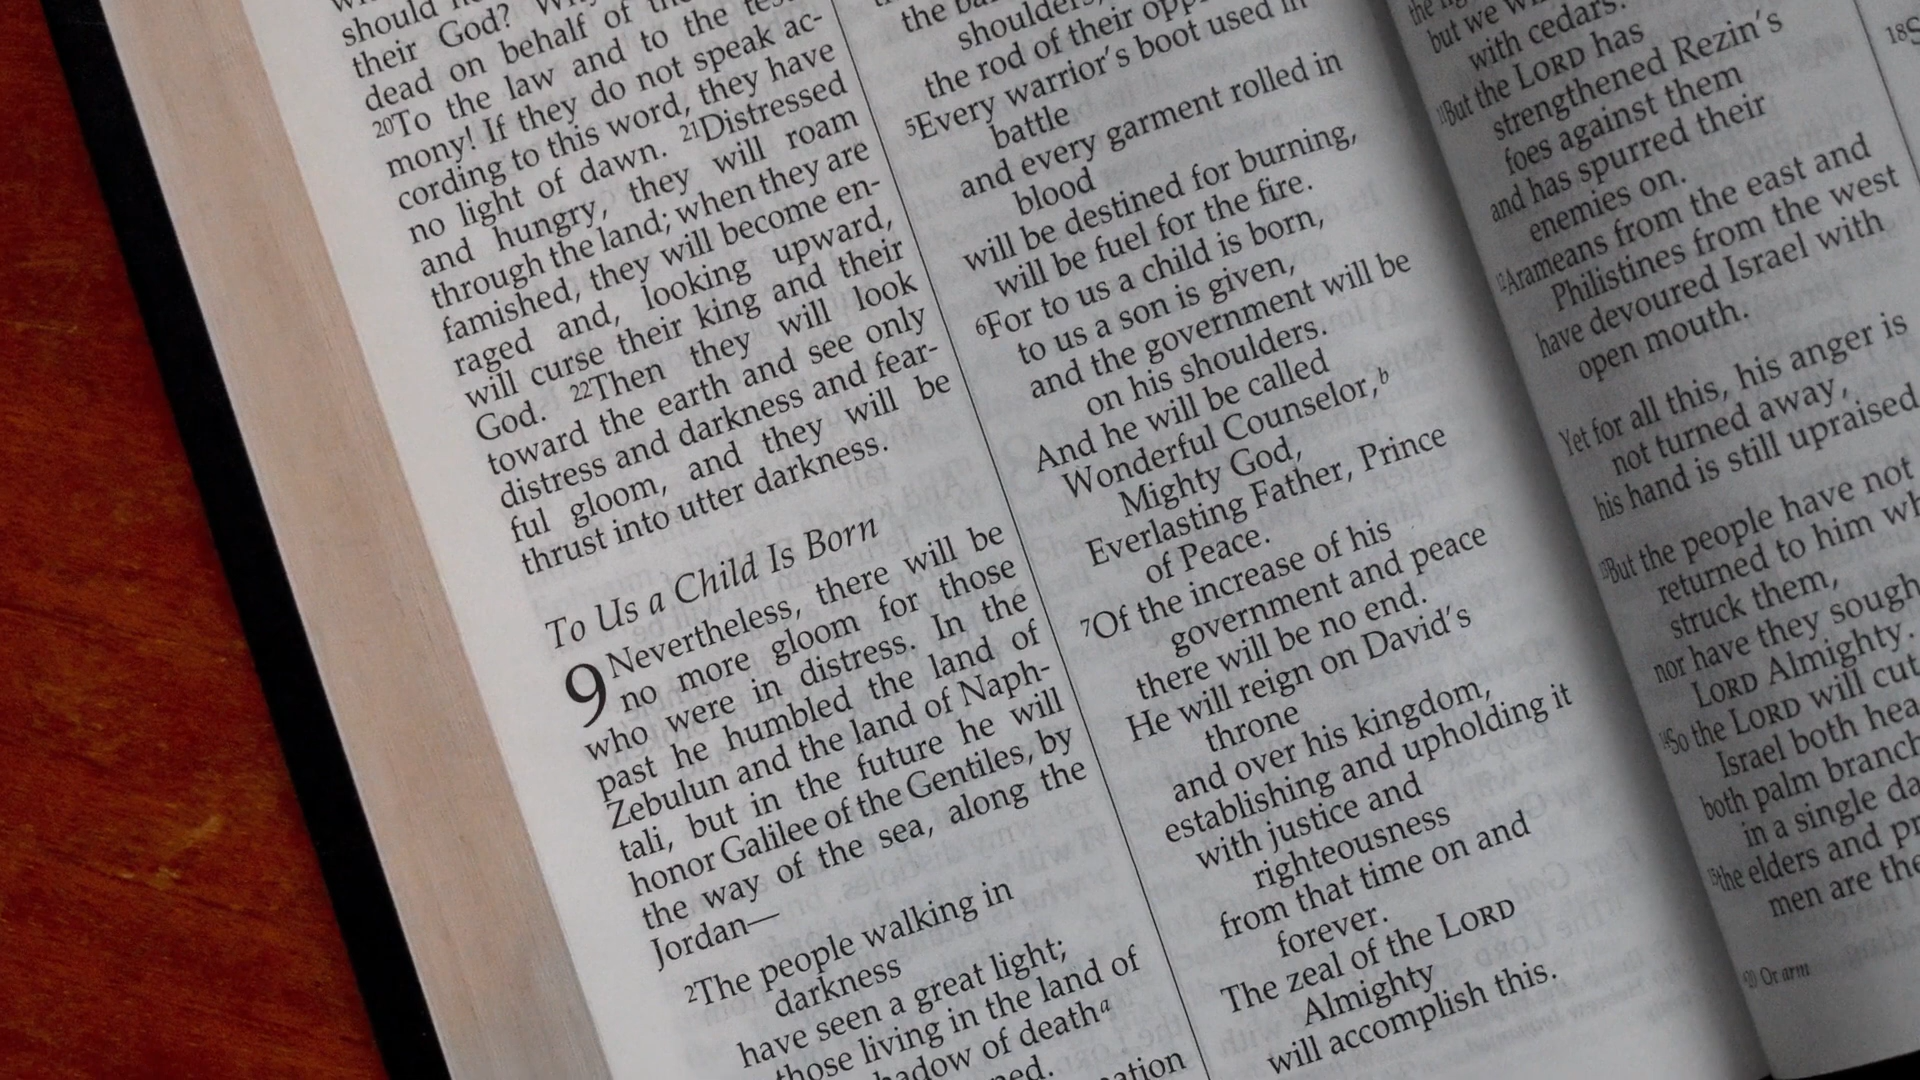 should
their God?
dead on behalf of
20To the law and to the
mony! If they do not speak ac-
cording to this word, they have
no light of dawn. 21Distressed
and hungry, they will roam
through the land; when they are
famished, they will become en-
raged and, looking upward,
will curse their king and their
God. 22Then they will look
toward the earth and see only
distress and darkness and fear-
ful gloom, and they will be
thrust into utter darkness.
To Us a Child Is Born
9 Nevertheless, there will be
no more gloom for those
who were in distress. In the
past he humbled the land of
Zebulun and the land of Naph-
tali, but in the future he will
honor Galilee of the Gentiles, by
the way of the sea, along the
Jordan—
2The people walking in
darkness
have seen a great light;
those living in the land of
of death a
the
shoulders,
the rod of their
5Every warrior's boot used in
battle
and every garment rolled in
blood
will be destined for burning,
will be fuel for the fire.
6For to us a child is born,
to us a son is given,
and the government will be
on his shoulders.
And he will be called
Wonderful Counselor,b
Mighty God,
Everlasting Father, Prince
of Peace.
7Of the increase of his
government and peace
there will be no end.
He will reign on David's
throne
and over his kingdom,
establishing and upholding it
with justice and
righteousness
from that time on and
forever.
The zeal of the LORD
Almighty
will accomplish this.
but we
with cedars.
11But the LORD has
strengthened Rezin's
foes against them
and has spurred their
enemies on.
12Arameans from the east and
Philistines from the west
have devoured Israel with
open mouth.
Yet for all this, his anger is
not turned away,
his hand is still upraised
13But the people have not
returned to him
struck them,
nor have they
LORD Almighty.
14So the LORD will cut
Israel both
both palm
in a single
15the elders and
men are the
Or arm
18